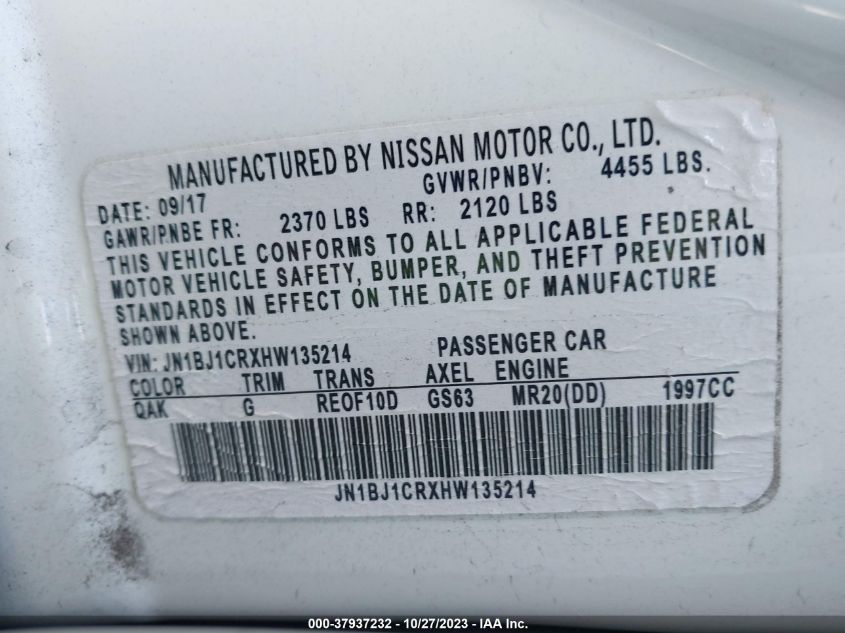 MANUFACTURED BY NISSAN MOTOR CO., LTD.
DATE: 09/17 GVWR/PNBV: 4455 LBS.
GAWR/PNBE FR: 2370 LBS RR: 2120 LBS
THIS VEHICLE CONFORMS TO ALL APPLICABLE FEDERAL
MOTOR VEHICLE SAFETY, BUMPER, AND THEFT PREVENTION
STANDARDS IN EFFECT ON THE DATE OF MANUFACTURE
SHOWN ABOVE.
VIN: JN1BJ1CRXHW135214 PASSENGER CAR
COLOR TRIM TRANS AXEL ENGINE
QAK G REOF10D GS63 MR20(DD) 1997CC
JN1BJ1CRXHW135214
000-37937232 - 10/27/2023 - IAA Inc.